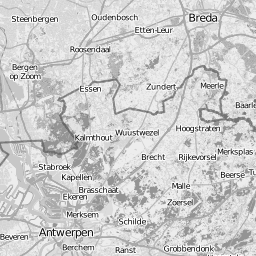 Steenbergen
Oudenbosch
Breda
Etten-Leur
Roosendaal
Bergen
op Zoom
Essen
Zundert
Meerle
Baarle
Kalmthout
Wuustwezel
Hoogstraten
Merksplas
Brecht
Rijkevorsel
Stabroek
Kapellen
Beerse
Tu
Brasschaat
Malle
Ekeren
Zoersel
Merksem
Schilde
Antwerpen
Beveren
Berchem
Ranst
Grobbendonk